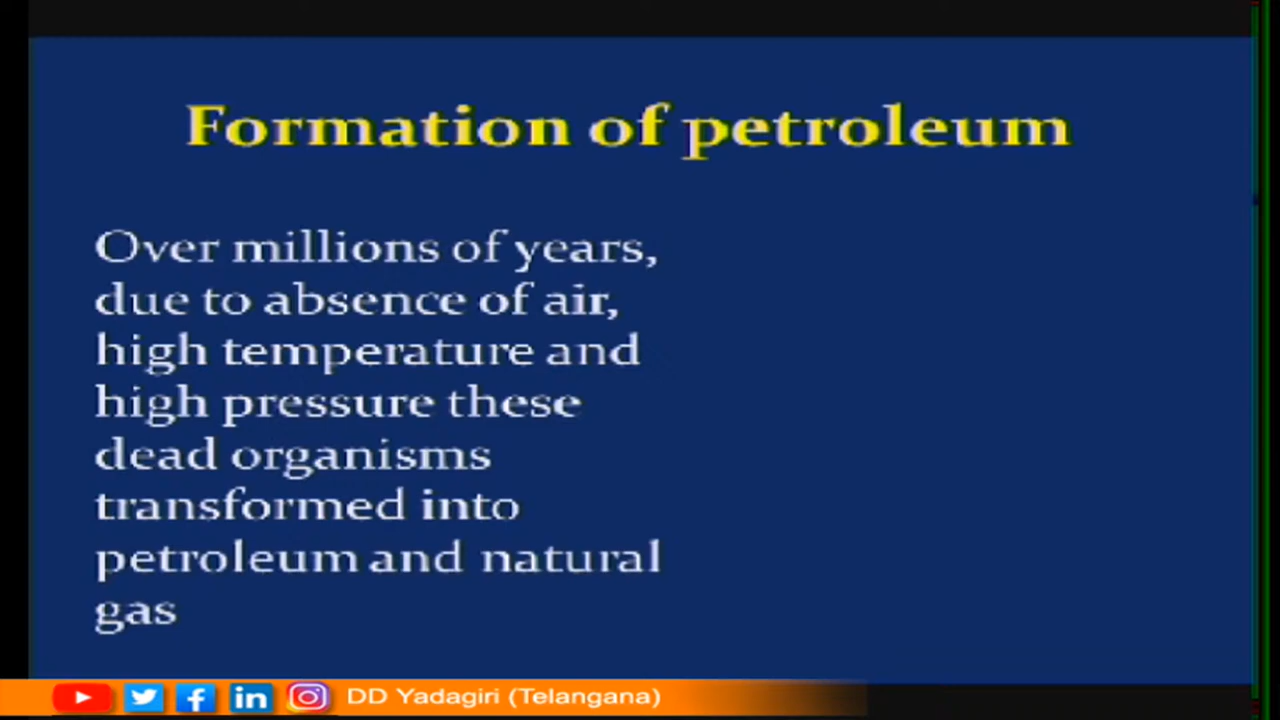 Formation of petroleum
Over millions of years,
due to absence of air,
high temperature and
high pressure these
dead organisms
transformed into
petroleum and natural
gas
DD Yadagiri (Telangana)